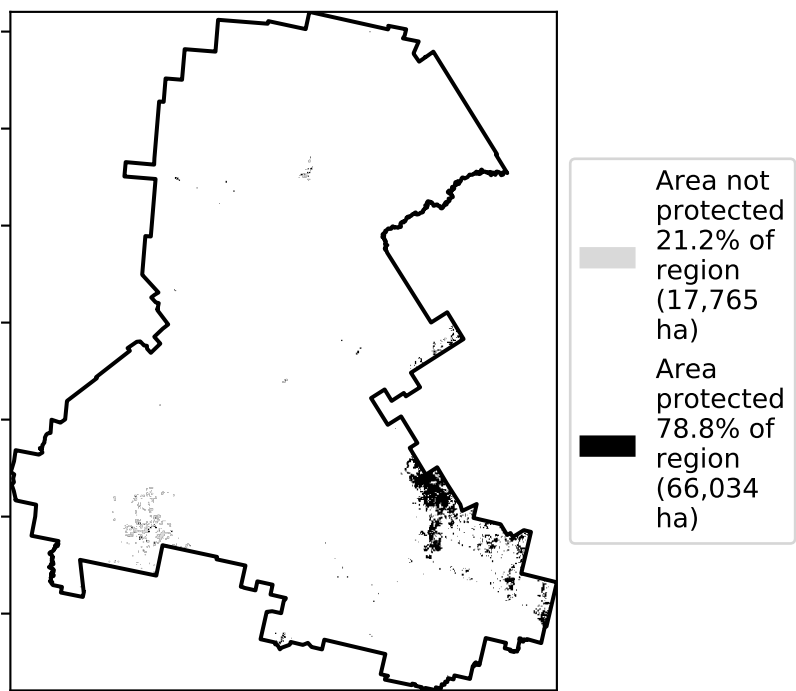 Area not
protected
21.2% of
region
(17,765
ha)
Area
protected
78.8% of
region
(66,034
ha)